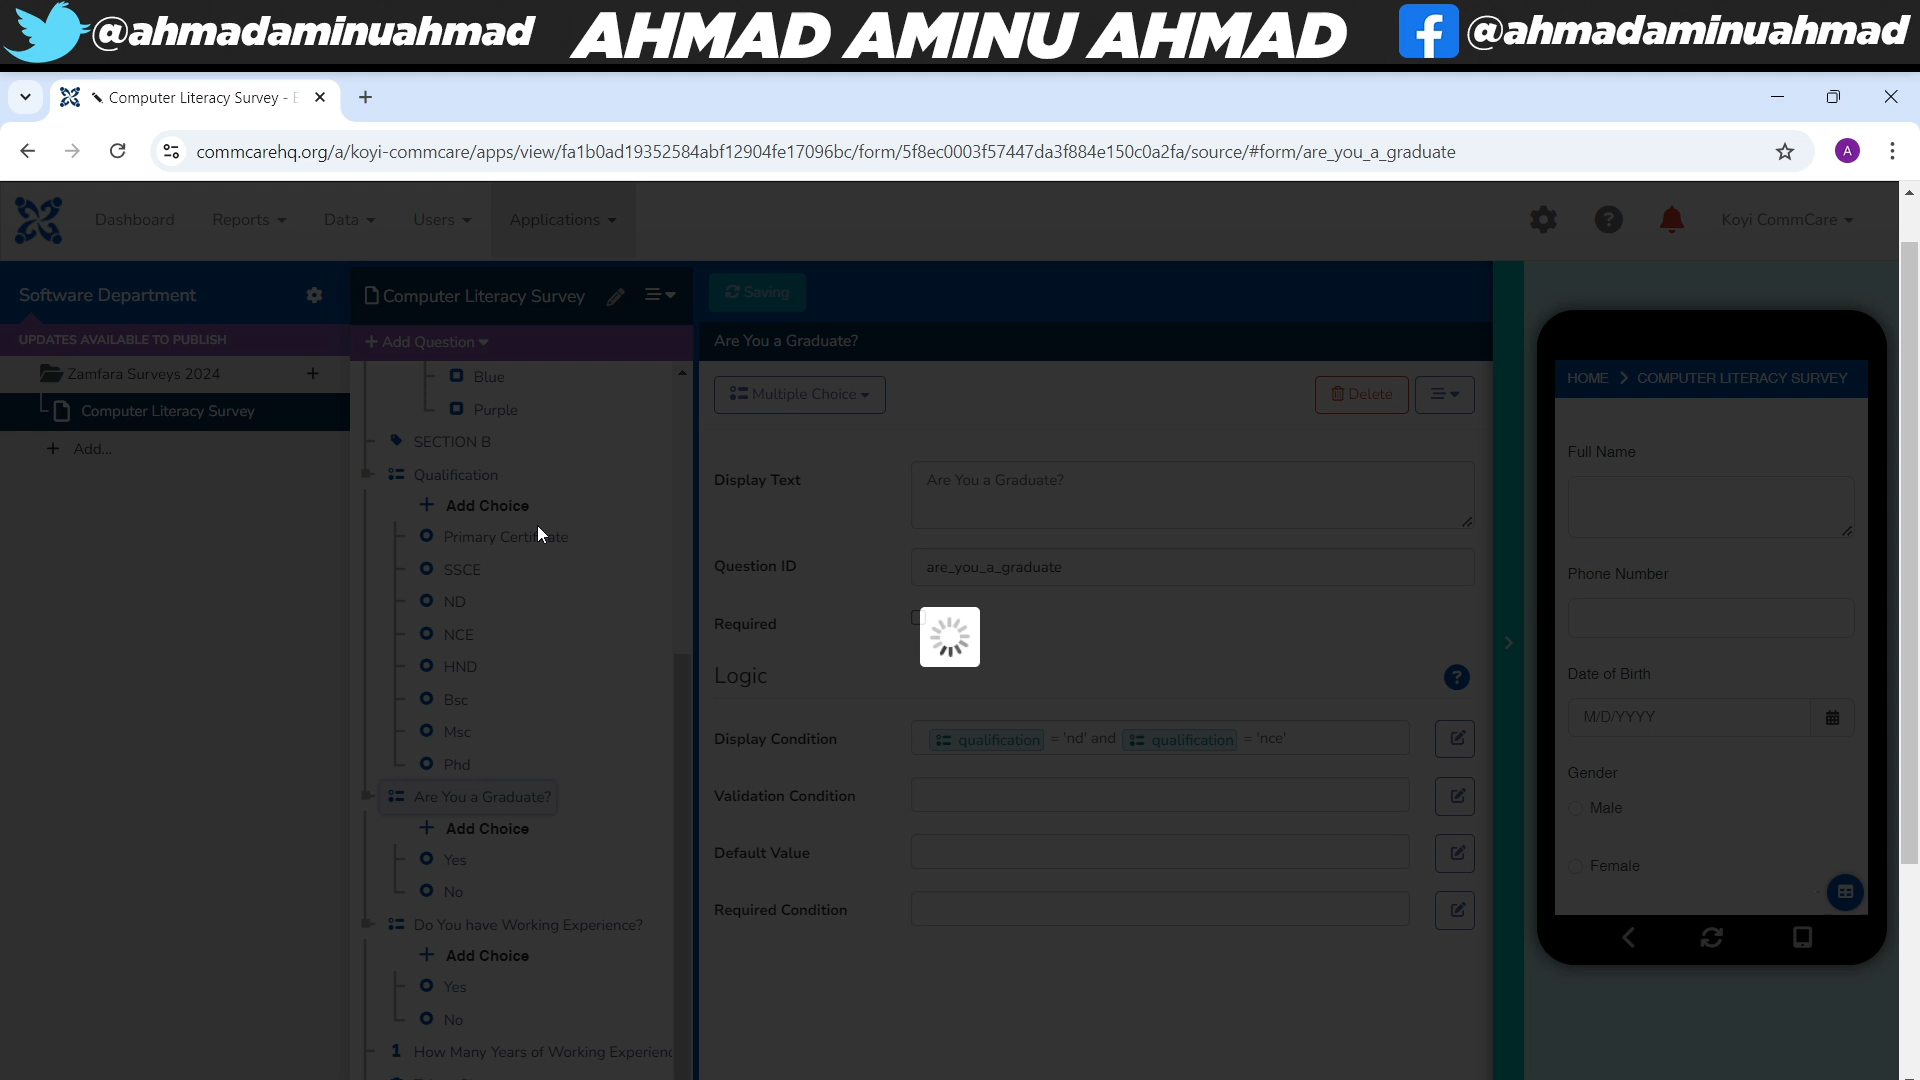 @ahmadaminuahmad AHMAD AMINU AHMAD @ahmadaminuahmad
Computer Literacy Survey - E
commcarehq.org/a/koyi-commcare/apps/view/fa1b0ad19352584abf12904fe17096bc/form/5f8ec0003f57447da3f884e150c0a2fa/source/#form/are_you_a_graduate
A
Dashboard Reports Data Users Applications Koyi CommCare
Software Department
UPDATES AVAILABLE TO PUBLISH
Zamfara Surveys 2024 +
Computer Literacy Survey
+ Add...
Computer Literacy Survey
+ Add Question
Blue
Purple
SECTION B
Qualification
+ Add Choice
Primary Certificate
SSCE
ND
NCE
HND
Bsc
Msc
Phd
Are You a Graduate?
+ Add Choice
Yes
No
Do You have Working Experience?
+ Add Choice
Yes
No
1 How Many Years of Working Experienc
Saving
Are You a Graduate?
Multiple Choice Delete
Display Text Are You a Graduate?
Question ID are_you_a_graduate
Required
Logic ?
Display Condition qualification = 'nd' and qualification = 'nce'
Validation Condition
Default Value
Required Condition
HOME > COMPUTER LITERACY SURVEY
Full Name
Phone Number
Date of Birth
M/D/YYYY
Gender
Male
Female